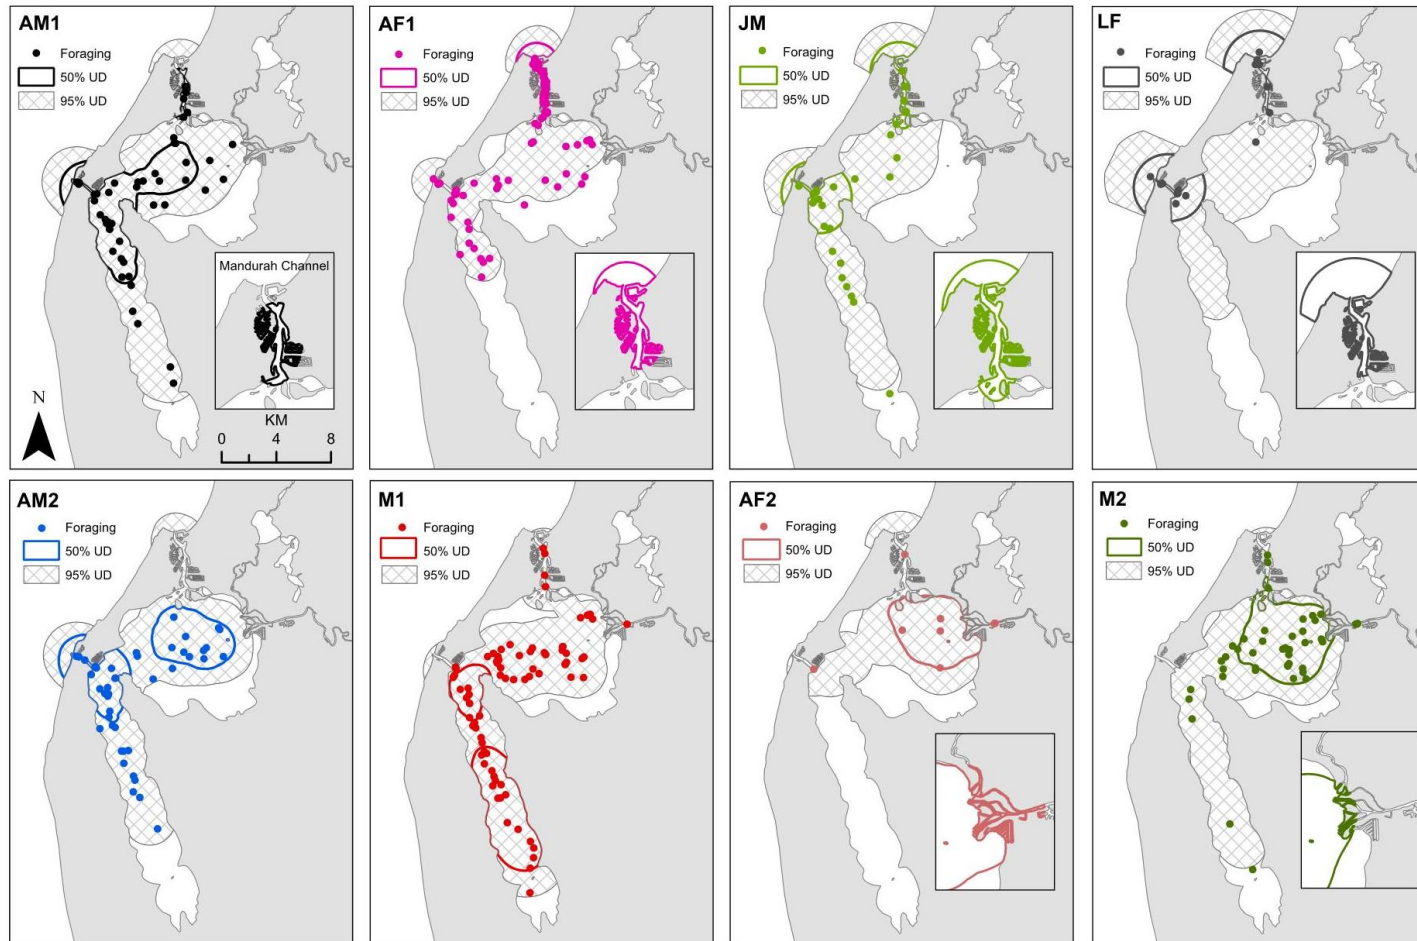 AM1
Foraging
50% UD
95% UD
Mandurah Channel
N
KM
0 4 8
AF1
Foraging
50% UD
95% UD
JM
Foraging
50% UD
95% UD
LF
Foraging
50% UD
95% UD
AM2
Foraging
50% UD
95% UD
M1
Foraging
50% UD
95% UD
AF2
Foraging
50% UD
95% UD
M2
Foraging
50% UD
95% UD